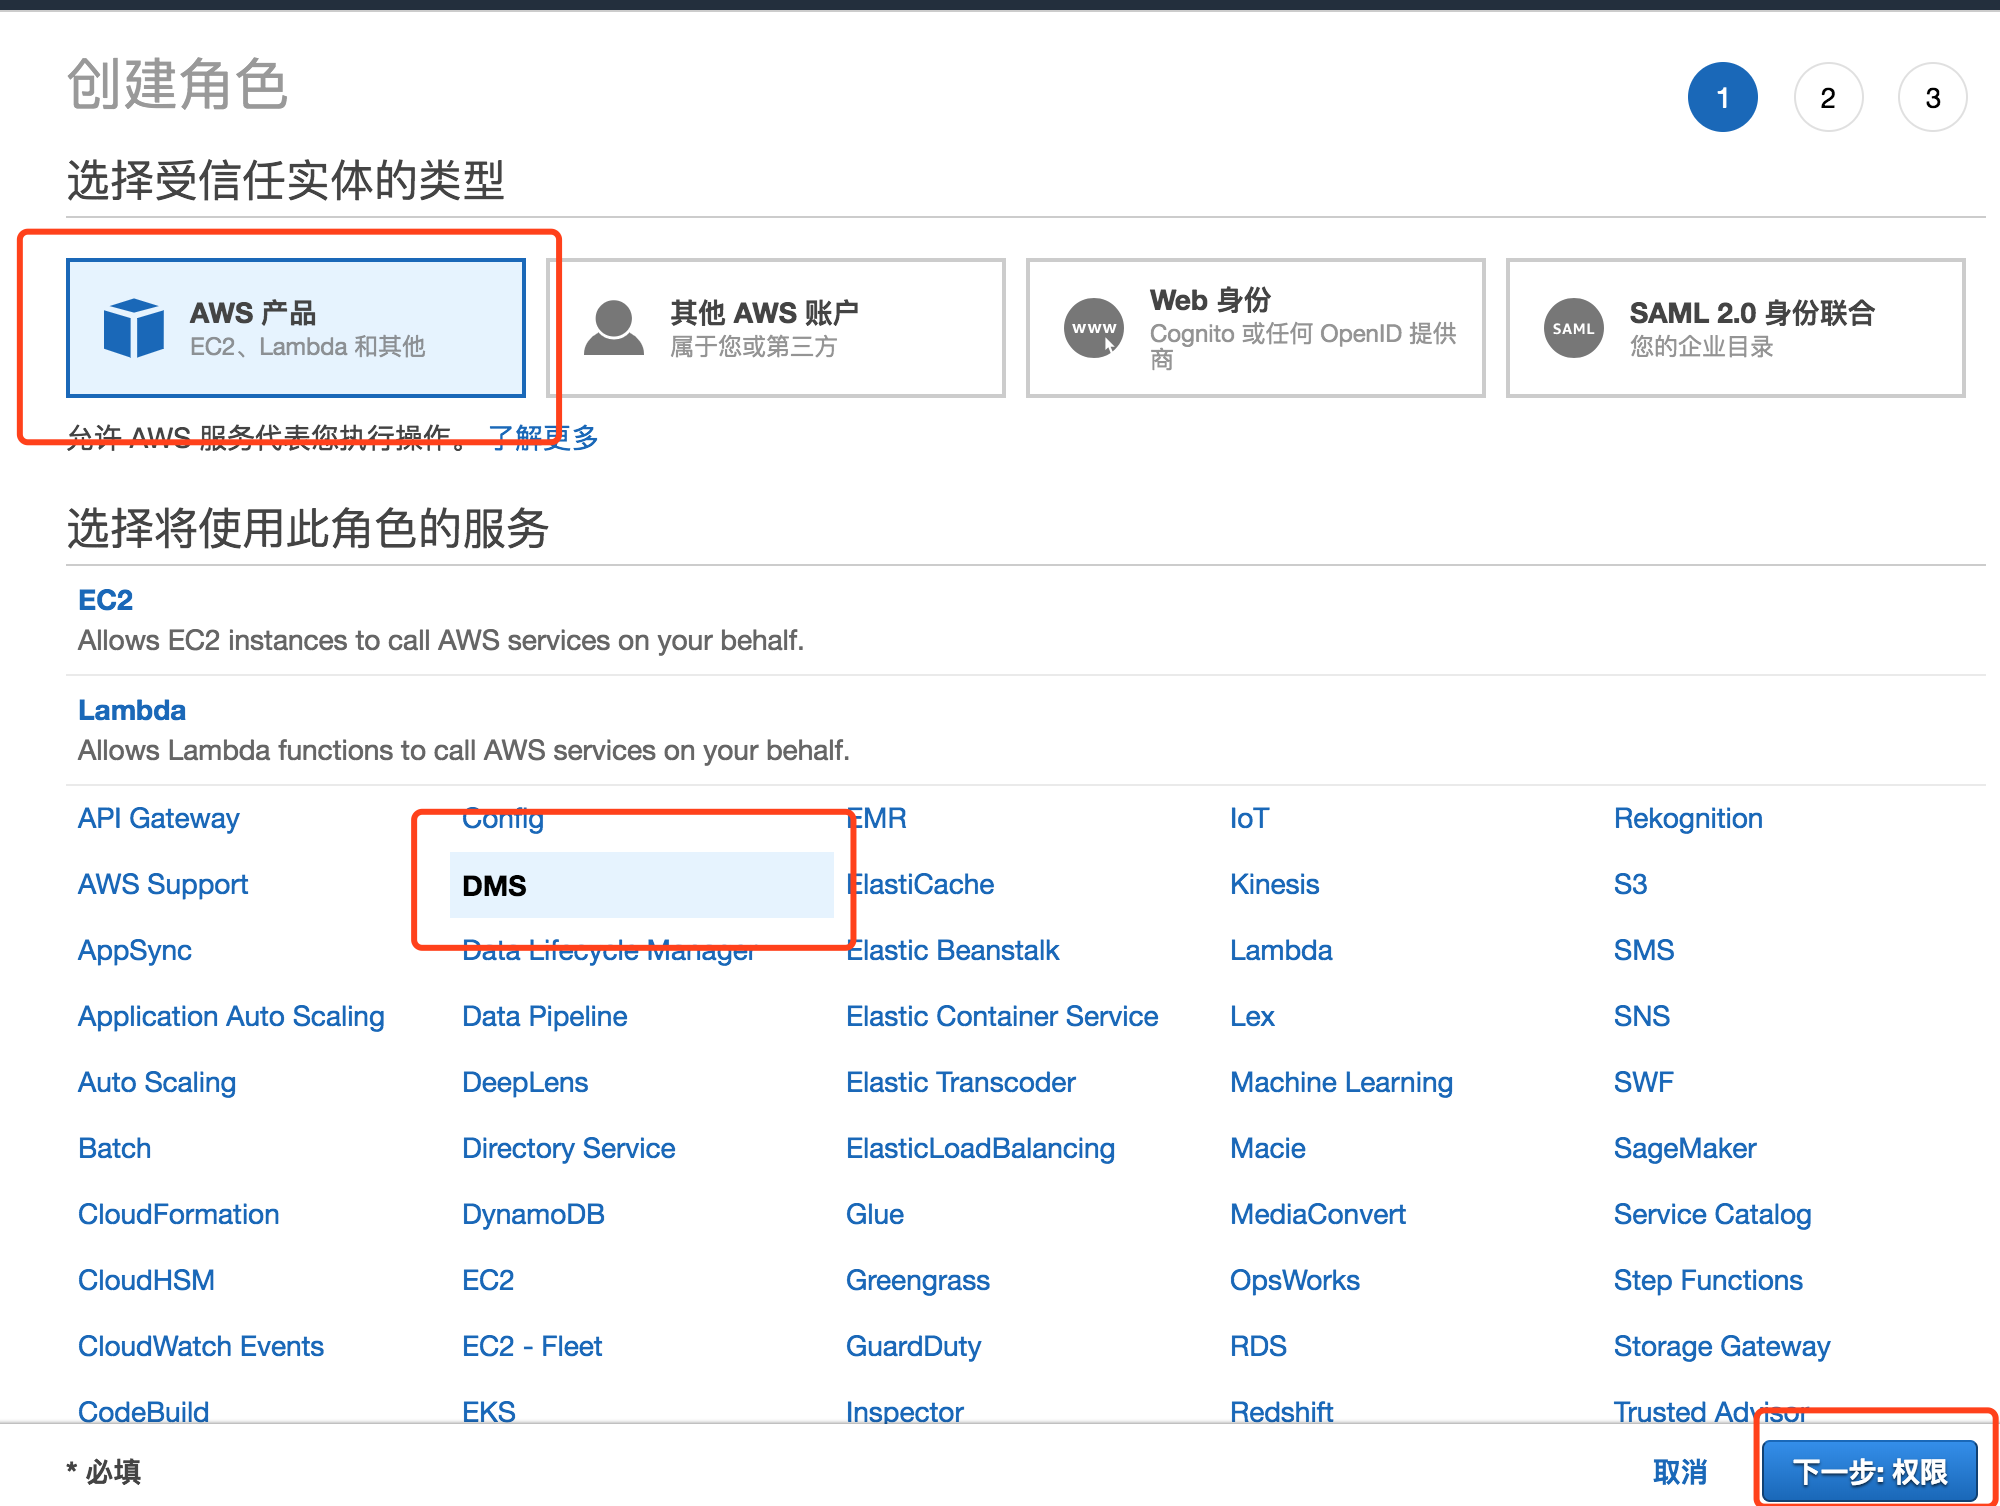 创建角色
1 2 3
选择受信任实体的类型
AWS 产品
EC2、Lambda 和其他
其他 AWS 账户
属于您或第三方
www
Web 身份
Cognito 或任何 OpenID 提供
商
SAML
SAML 2.0 身份联合
您的企业目录
允许 AWS 服务代表您执行操作。 了解更多
选择将使用此角色的服务
EC2
Allows EC2 instances to call AWS services on your behalf.
Lambda
Allows Lambda functions to call AWS services on your behalf.
API Gateway Config EMR IoT Rekognition
AWS Support DMS ElastiCache Kinesis S3
AppSync Data Lifecycle Manager Elastic Beanstalk Lambda SMS
Application Auto Scaling Data Pipeline Elastic Container Service Lex SNS
Auto Scaling DeepLens Elastic Transcoder Machine Learning SWF
Batch Directory Service ElasticLoadBalancing Macie SageMaker
CloudFormation DynamoDB Glue MediaConvert Service Catalog
CloudHSM EC2 Greengrass OpsWorks Step Functions
CloudWatch Events EC2 - Fleet GuardDuty RDS Storage Gateway
CodeBuild EKS Inspector Redshift Trusted Advisor
* 必填 取消 下一步: 权限